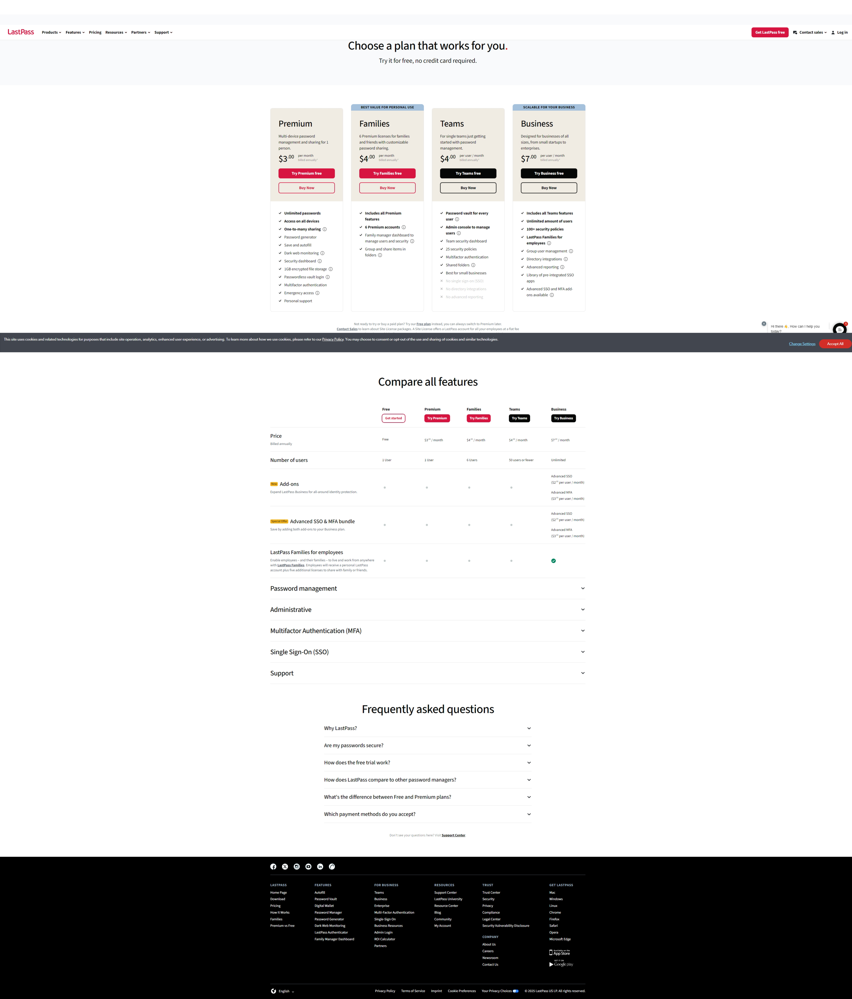 LastPass
Products
Features
Pricing
Resources
Partners
Support
Get LastPass free
Contact sales
Log in
Choose a plan that works for you.
Try it for free, no credit card required.
Premium
Multi-device password
management and sharing for 1
person.
$3.00 per month
billed annually*
Try Premium free
Buy Now
Unlimited passwords
Access on all devices
One-to-many sharing
Password generator
Save and autofill
Dark web monitoring
Security dashboard
1GB encrypted file storage
Passwordless vault login
Multifactor authentication
Emergency access
Personal support
BEST VALUE FOR PERSONAL USE
Families
6 Premium licenses for families
and friends with customizable
password sharing.
$4.00 per month
billed annually*
Try Families free
Buy Now
Includes all Premium
features
6 Premium accounts
Family manager dashboard to
manage users and security
Group and share items in
folders
Teams
For single teams just getting
started with password
management.
$4.00 per user / month
billed annually*
Try Teams free
Buy Now
Password vault for every
user
Admin console to manage
users
Team security dashboard
25 security policies
Multifactor authentication
Shared folders
Best for small businesses
No single sign-on (SSO)
No directory integrations
No advanced reporting
SCALABLE FOR YOUR BUSINESS
Business
Designed for businesses of all
sizes, from small startups to
enterprises.
$7.00 per user / month
billed annually*
Try Business free
Buy Now
Includes all Teams features
Unlimited amount of users
100+ security policies
LastPass Families for
employees
Group user management
Directory integrations
Advanced reporting
Library of pre-integrated SSO
apps
Advanced SSO and MFA add-
ons available
Not ready to try or buy a paid plan? Try our Free plan instead, you can always switch to Premium later.
Contact Sales to learn about Site License packages. A Site License offers a LastPass account for all your employees at a flat fee
Hi there 👋, How can I help you
today?
1
This site uses cookies and related technologies for purposes that include site operation, analytics, enhanced user experience, or advertising. To learn more about how we use cookies, please refer to our Privacy Policy. You may choose to consent or opt-out of the use and sharing of cookies and similar technologies.
Change Settings
Accept All
Compare all features
Free
Premium
Families
Teams
Business
Get started
Try Premium
Try Families
Try Teams
Try Business
Price
Billed annually
Free
$3.00 / month
$4.00 / month
$4.00 / month
$7.00 / month
Number of users
1 User
1 User
6 Users
50 users or fewer
Unlimited
New Add-ons
Expand LastPass Business for all-around identity protection.
Advanced SSO
($2.00 per user / month)
Advanced MFA
($3.00 per user / month)
Special Offer Advanced SSO & MFA bundle
Save by adding both add-ons to your Business plan.
Advanced SSO
($2.00 per user / month)
Advanced MFA
($3.00 per user / month)
LastPass Families for employees
Enable employees – and their families – to live and work from anywhere
with LastPass Families. Employees will receive a personal LastPass
account plus five additional licenses to share with family or friends.
Password management
Administrative
Multifactor Authentication (MFA)
Single Sign-On (SSO)
Support
Frequently asked questions
Why LastPass?
Are my passwords secure?
How does the free trial work?
How does LastPass compare to other password managers?
What's the difference between Free and Premium plans?
Which payment methods do you accept?
Don't see your questions here? Visit Support Center
LASTPASS
Home Page
Download
Pricing
How It Works
Families
Premium vs Free
FEATURES
Autofill
Password Vault
Digital Wallet
Password Manager
Password Generator
Dark Web Monitoring
LastPass Authenticator
Family Manager Dashboard
FOR BUSINESS
Teams
Business
Enterprise
Multi-Factor Authentication
Single-Sign On
Business Resources
Admin Login
ROI Calculator
Partners
RESOURCES
Support Center
LastPass University
Resource Center
Blog
Community
My Account
TRUST
Trust Center
Security
Privacy
Compliance
Legal Center
Security Vulnerability Disclosure
COMPANY
About Us
Careers
Newsroom
Contact Us
GET LASTPASS
Mac
Windows
Linux
Chrome
Firefox
Safari
Opera
Microsoft Edge
Available on the
App Store
GET IT ON
Google play
English
Privacy Policy
Terms of Service
Imprint
Cookie Preferences
Your Privacy Choices
© 2025 LastPass US LP. All rights reserved.